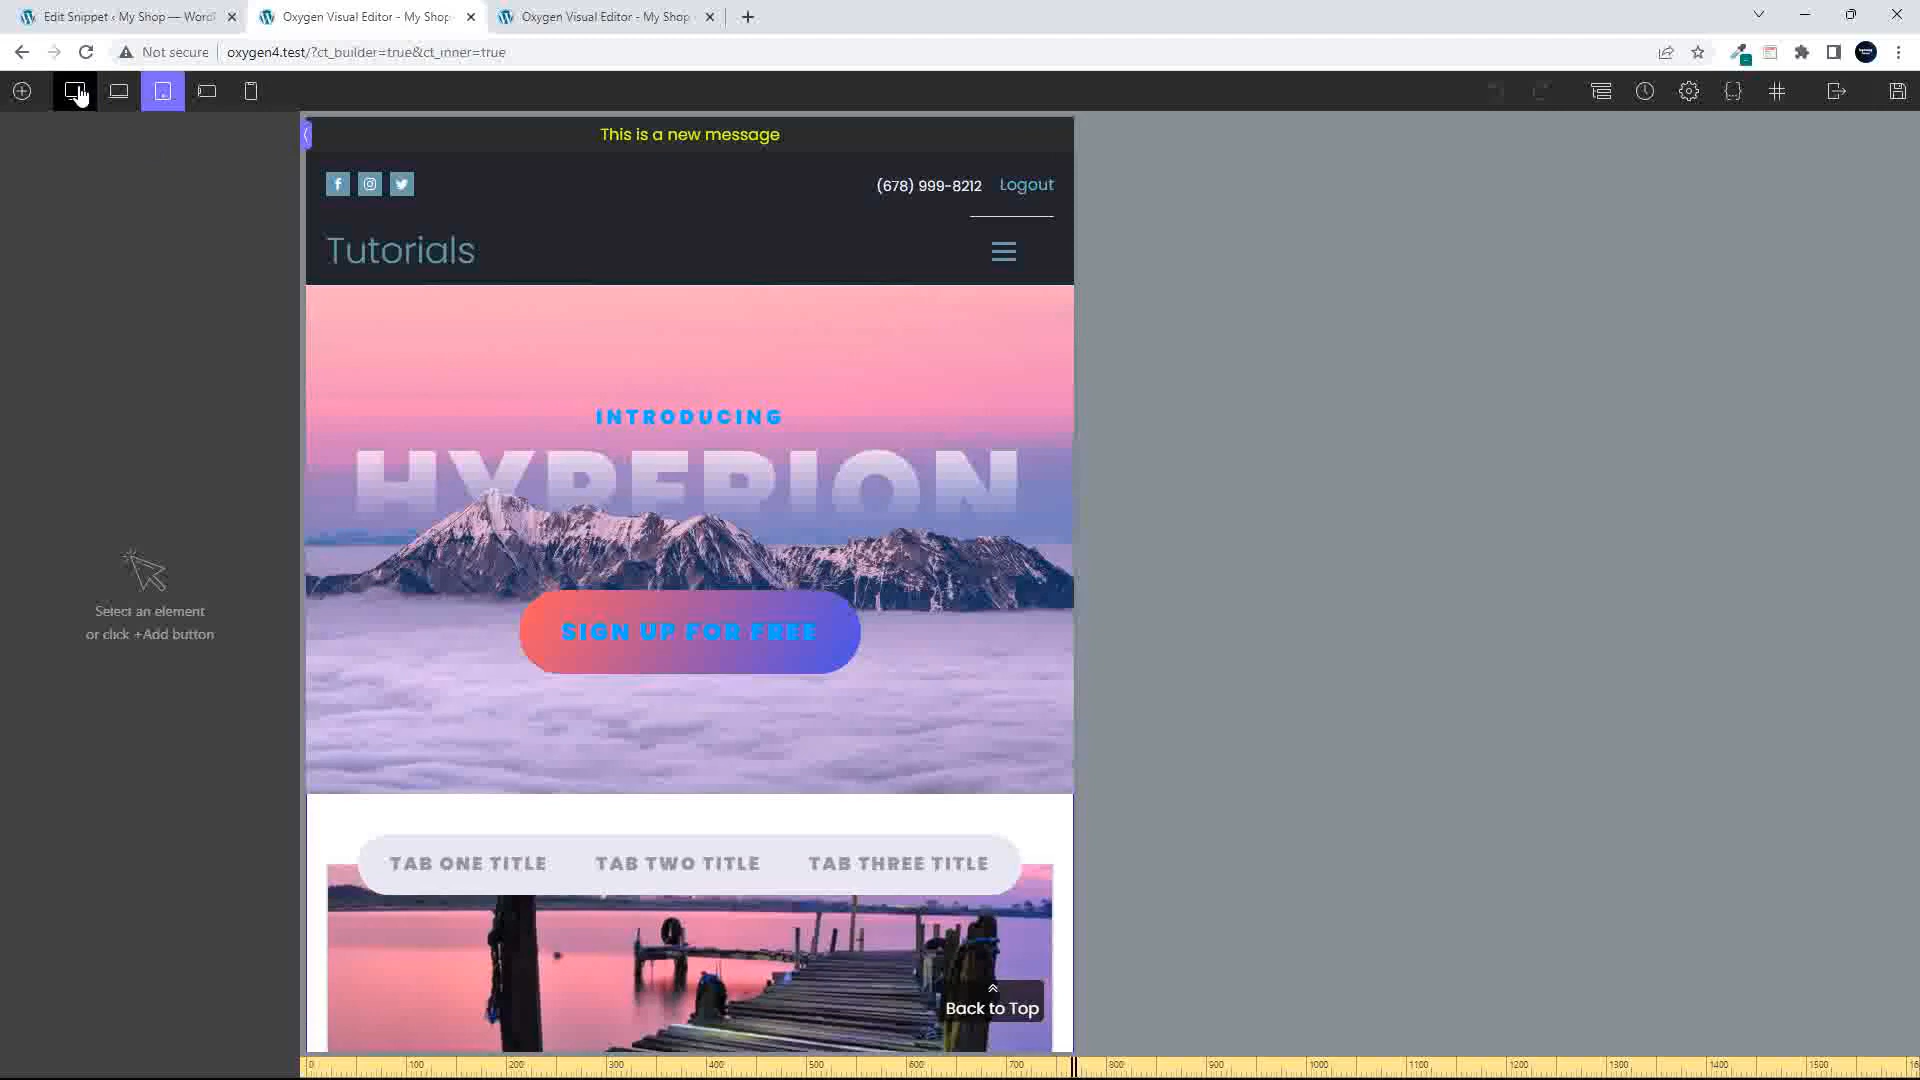 Edit Snippet ‹ My Shop — Word
Oxygen Visual Editor - My Shop
Oxygen Visual Editor - My Shop
Not secure
oxygen4.test/?ct_builder=true&ct_inner=true
This is a new message
(678) 999-8212
Logout
Tutorials
INTRODUCING
HYPERION
SIGN UP FOR FREE
Select an element
or click +Add button
TAB ONE TITLE
TAB TWO TITLE
TAB THREE TITLE
Back to Top
0 100 200 300 400 500 600 700 800 900 1000 1100 1200 1300 1400 1500 16